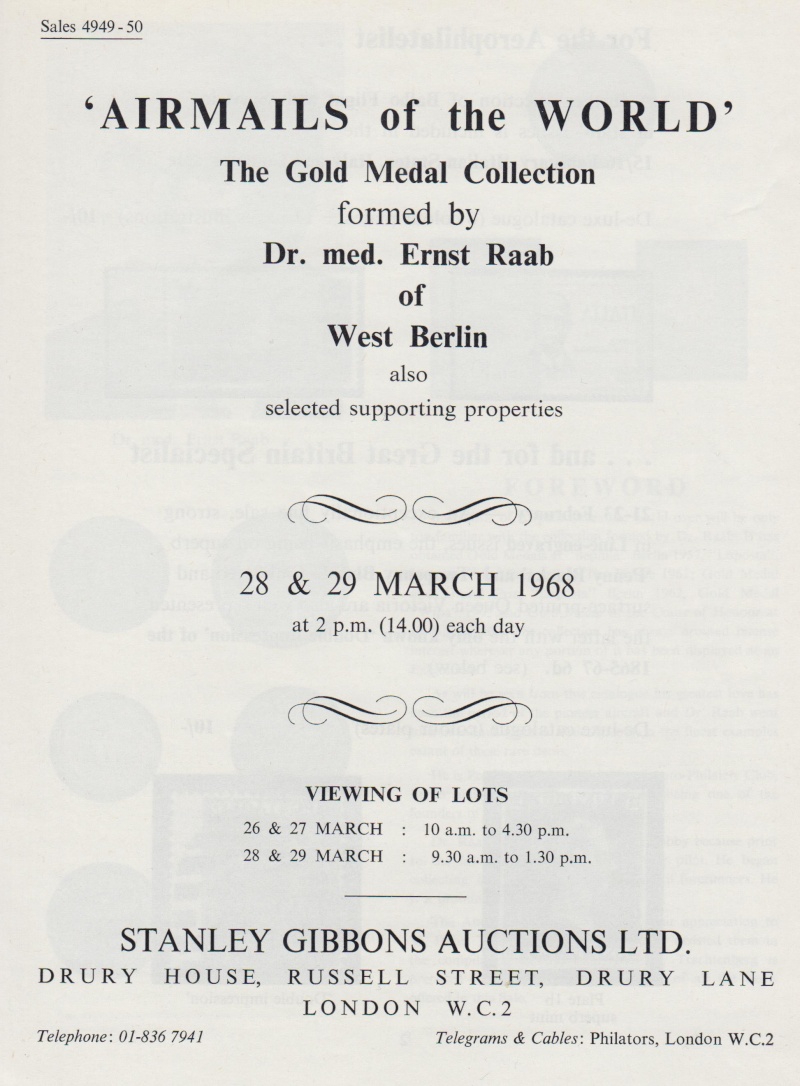 Sales 4949 - 50
‘AIRMAILS of the WORLD’
The Gold Medal Collection
formed by
Dr. med. Ernst Raab
of
West Berlin
also
selected supporting properties
28 & 29 MARCH 1968
at 2 p.m. (14.00) each day
VIEWING OF LOTS
26 & 27 MARCH : 10 a.m. to 4.30 p.m.
28 & 29 MARCH : 9.30 a.m. to 1.30 p.m.
STANLEY GIBBONS AUCTIONS LTD.
DRURY HOUSE, RUSSELL STREET, DRURY LANE
LONDON W.C.2
Telephone: 01-836 7941 Telegrams & Cables: Philators, London W.C.2